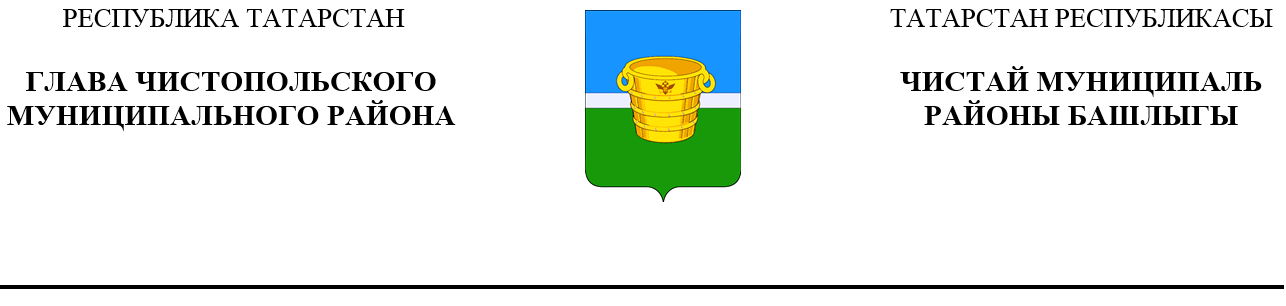 РЕСПУБЛИКА ТАТАРСТАН
ГЛАВА ЧИСТОПОЛЬСКОГО
МУНИЦИПАЛЬНОГО РАЙОНА
ТАТАРСТАН РЕСПУБЛИКАСЫ
ЧИСТАЙ МУНИЦИПАЛЬ
РАЙОНЫ БАШЛЫГЫ